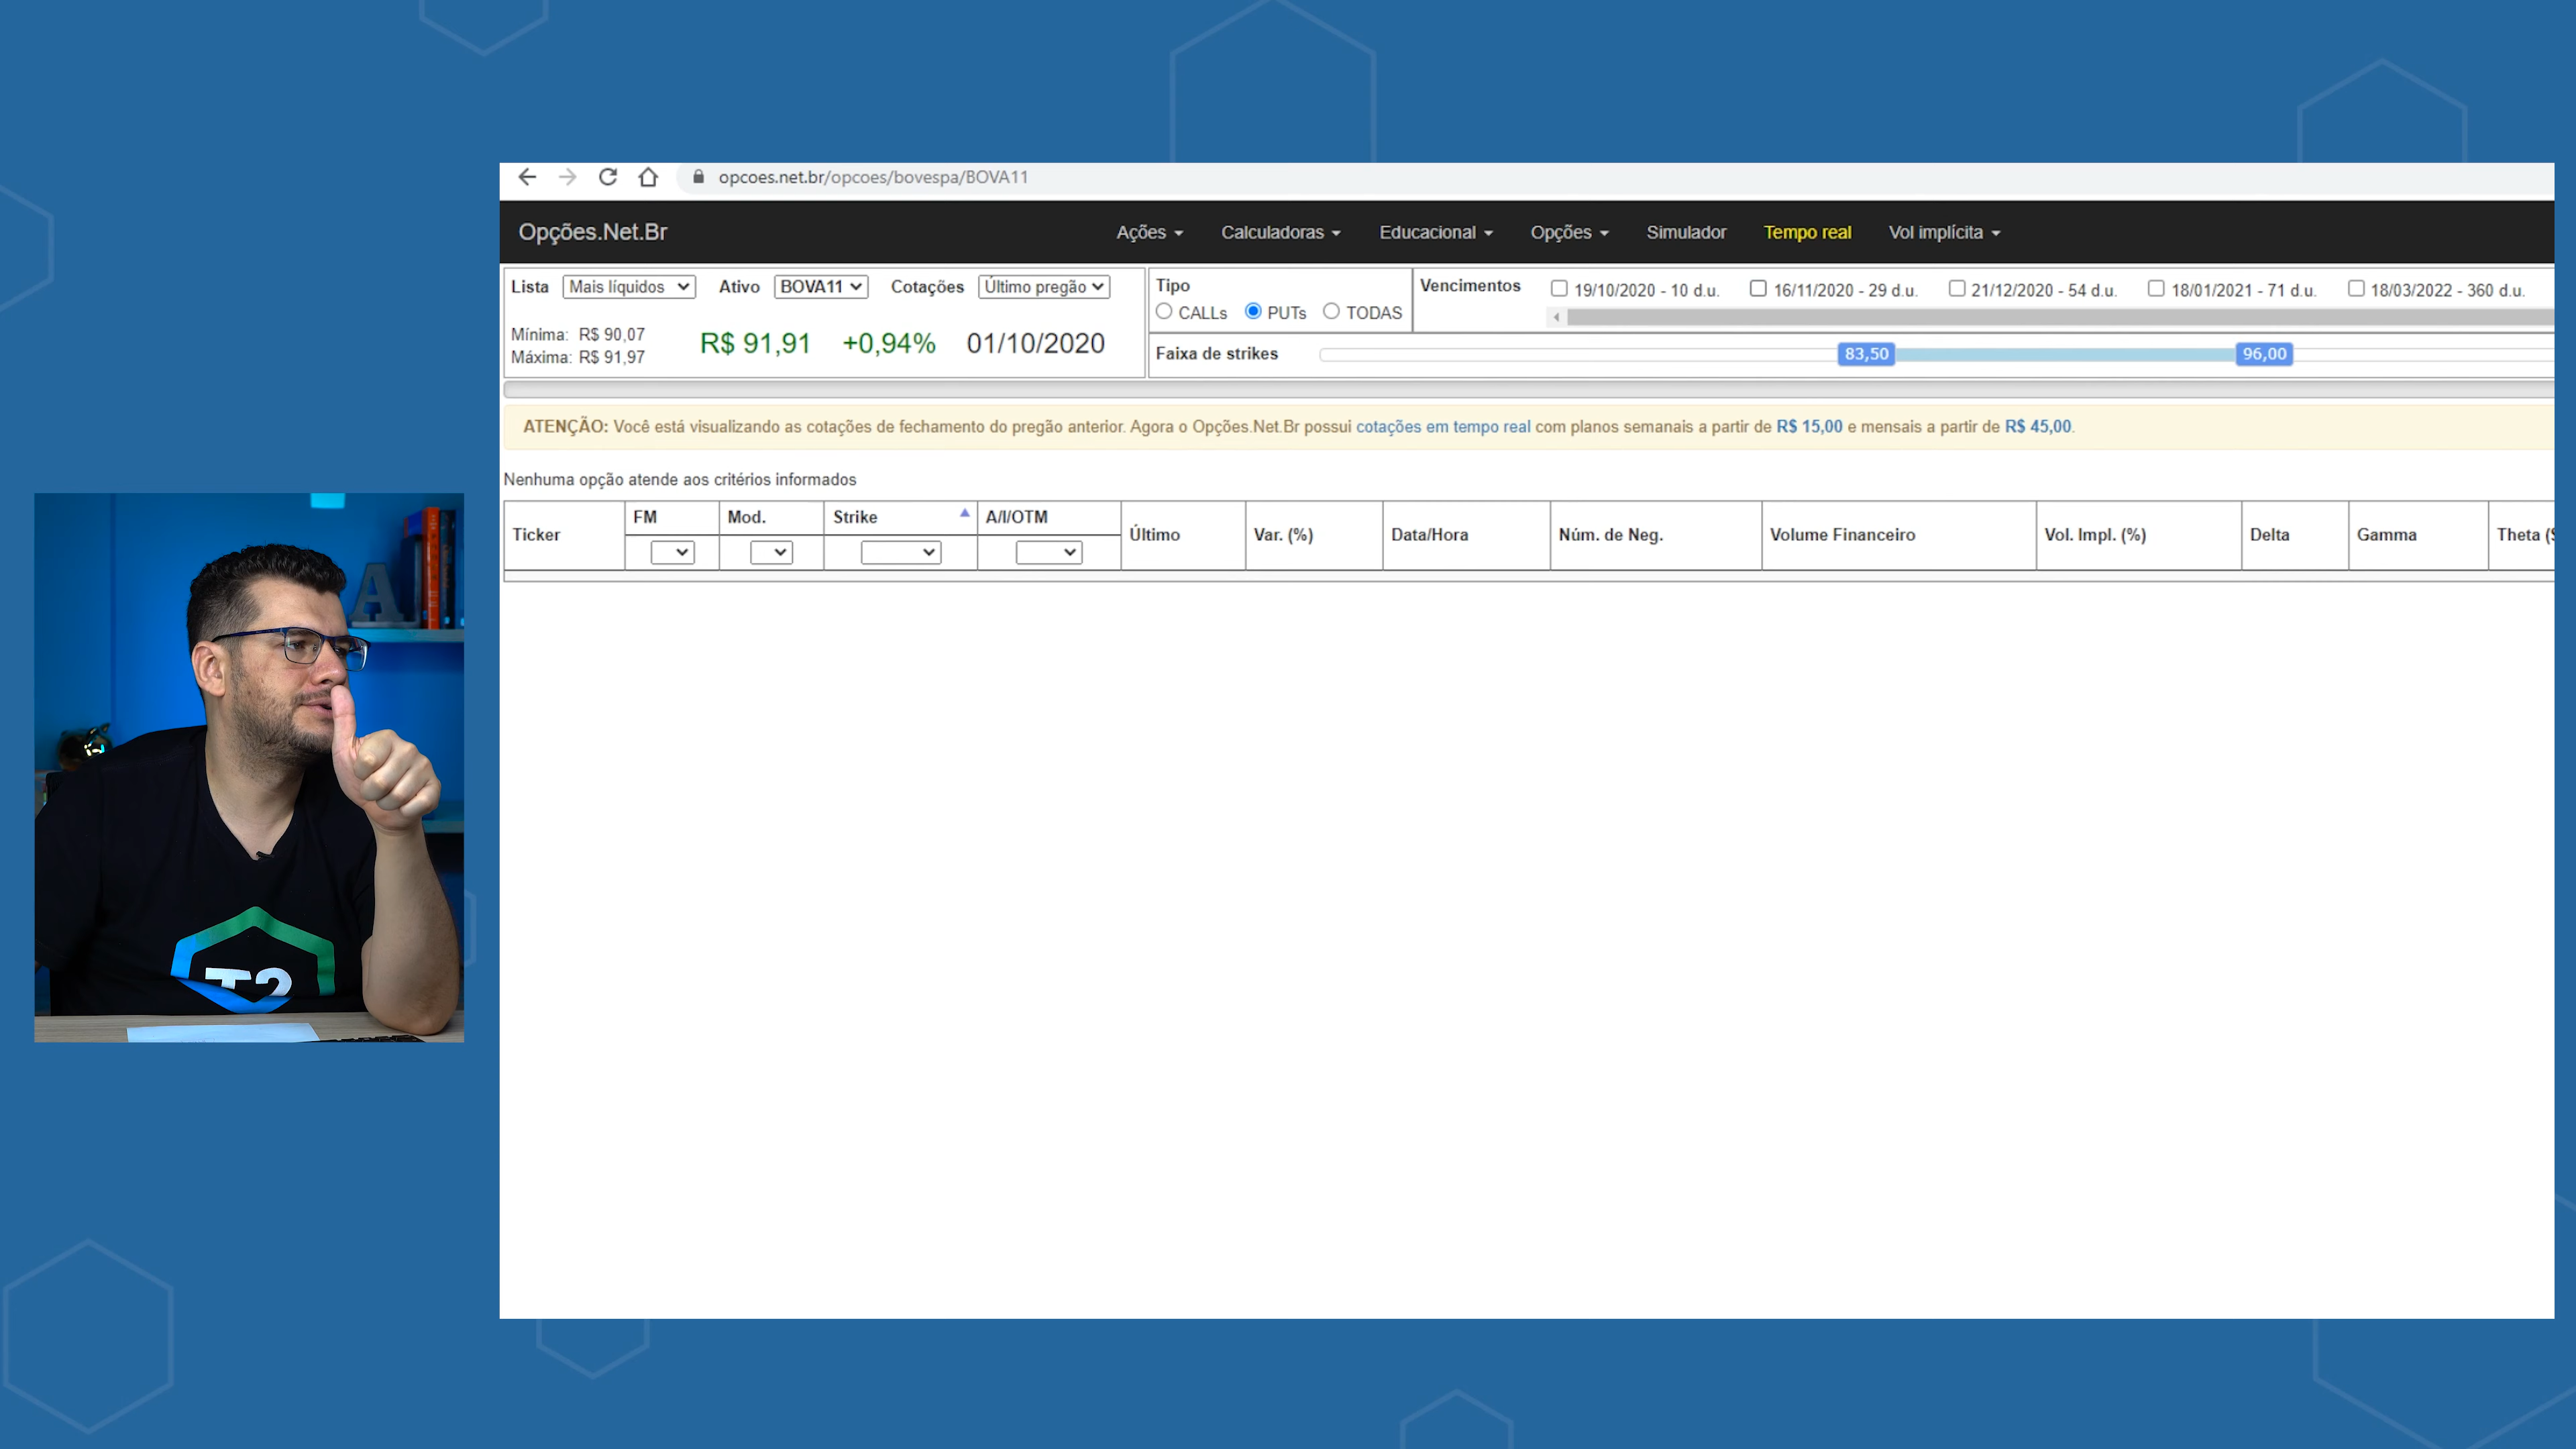 opcoes.net.br/opcoes/bovespa/BOVA11
Opções.Net.Br
Ações
Calculadoras
Educacional
Opções
Simulador
Tempo real
Vol implícita
Lista Mais líquidos Ativo BOVA11 Cotações Último pregão
Mínima: R$ 90,07
Máxima: R$ 91,97
R$ 91,91 +0,94% 01/10/2020
Tipo
CALLs PUTs TODAS
Vencimentos 19/10/2020 - 10 d.u. 16/11/2020 - 29 d.u. 21/12/2020 - 54 d.u. 18/01/2021 - 71 d.u. 18/03/2022 - 360 d.u.
Faixa de strikes 83,50 96,00
ATENÇÃO: Você está visualizando as cotações de fechamento do pregão anterior. Agora o Opções.Net.Br possui cotações em tempo real com planos semanais a partir de R$ 15,00 e mensais a partir de R$ 45,00.
Nenhuma opção atende aos critérios informados
Ticker FM Mod. Strike A/I/OTM Último Var. (%) Data/Hora Núm. de Neg. Volume Financeiro Vol. Impl. (%) Delta Gamma Theta ($
A
T2